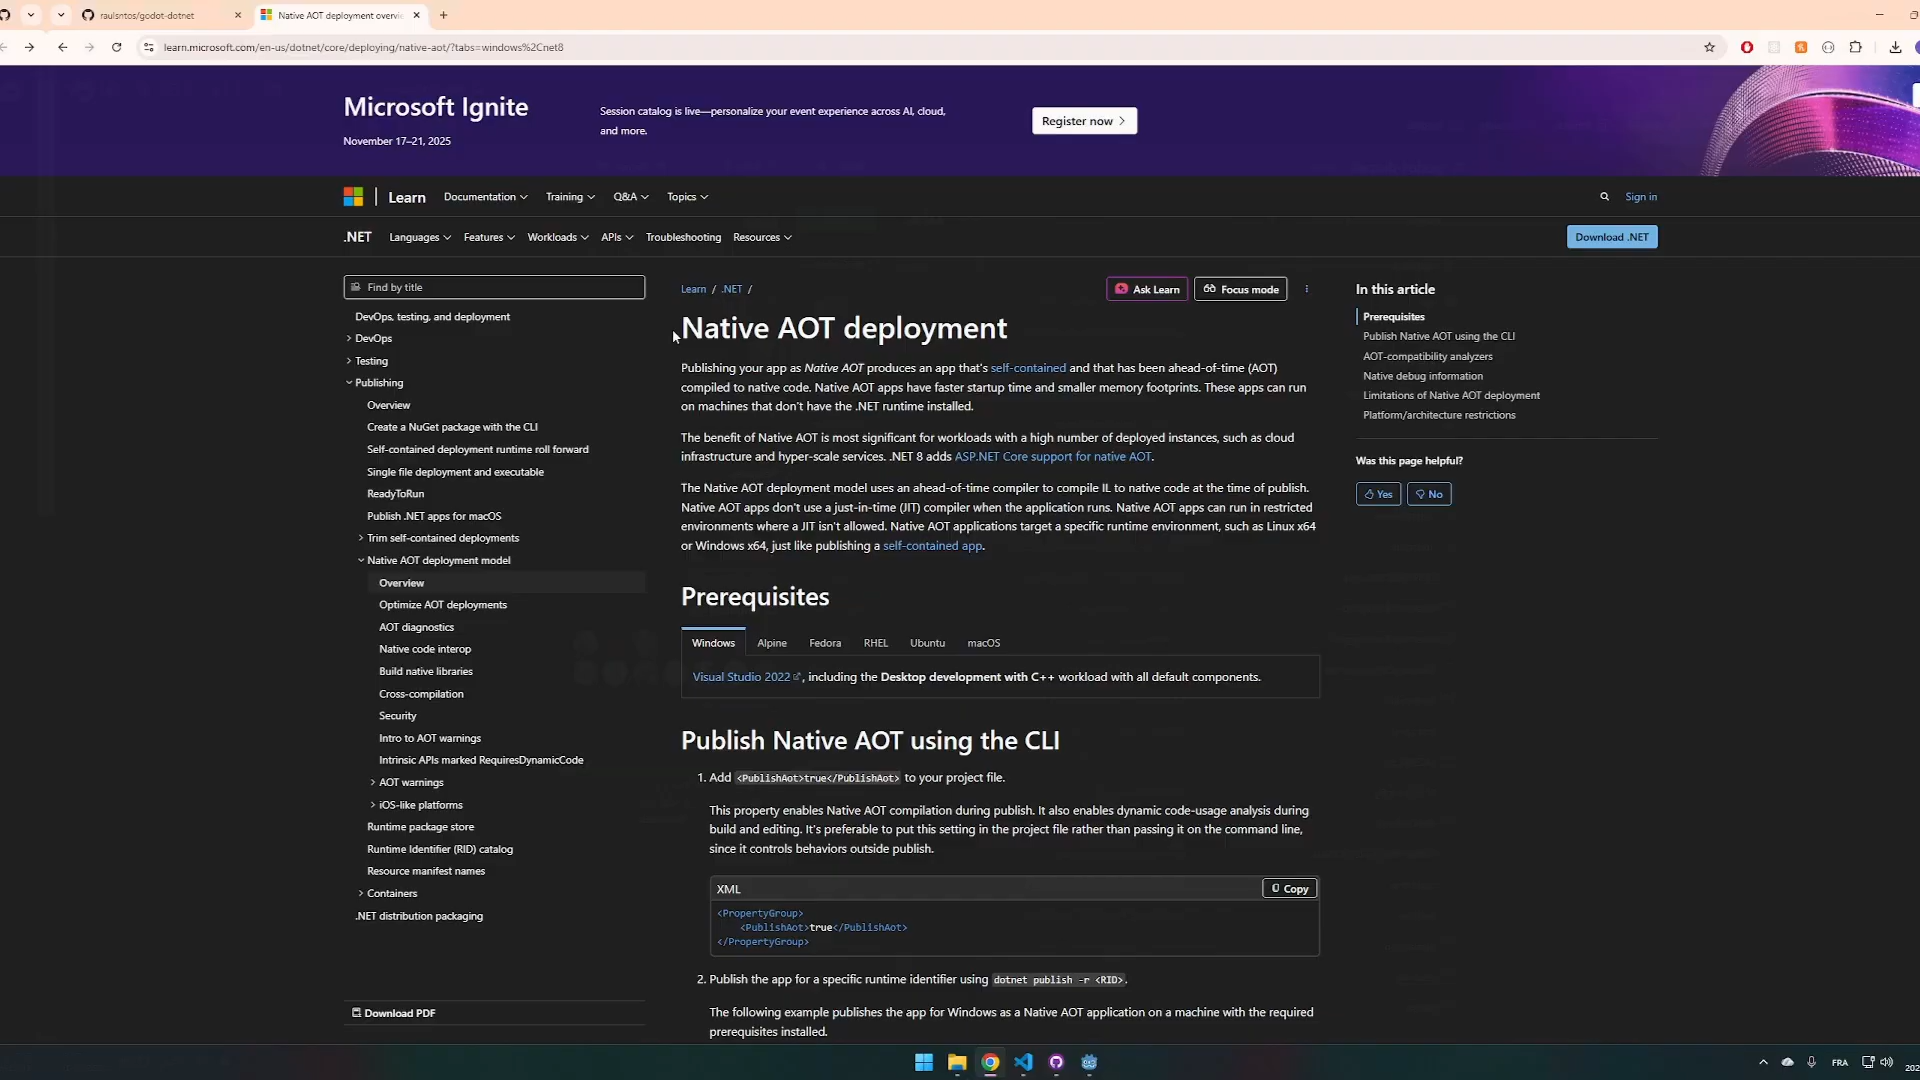 raulsntos/godot-dotnet
Native AOT deployment overvi
learn.microsoft.com/en-us/dotnet/core/deploying/native-aot/?tabs=windows%2Cnet8
Microsoft Ignite
November 17–21, 2025
Session catalog is live—personalize your event experience across AI, cloud,
and more.
Register now
Learn
Documentation
Training
Q&A
Topics
Sign in
.NET
Languages
Features
Workloads
APIs
Troubleshooting
Resources
Download .NET
Find by title
DevOps, testing, and deployment
DevOps
Testing
Publishing
Overview
Create a NuGet package with the CLI
Self-contained deployment runtime roll forward
Single file deployment and executable
ReadyToRun
Publish .NET apps for macOS
Trim self-contained deployments
Native AOT deployment model
Overview
Optimize AOT deployments
AOT diagnostics
Native code interop
Build native libraries
Cross-compilation
Security
Intro to AOT warnings
Intrinsic APIs marked RequiresDynamicCode
AOT warnings
iOS-like platforms
Runtime package store
Runtime Identifier (RID) catalog
Resource manifest names
Containers
.NET distribution packaging
Download PDF
Learn / .NET /
Ask Learn
Focus mode
Native AOT deployment
Publishing your app as Native AOT produces an app that's self-contained and that has been ahead-of-time (AOT)
compiled to native code. Native AOT apps have faster startup time and smaller memory footprints. These apps can run
on machines that don't have the .NET runtime installed.
The benefit of Native AOT is most significant for workloads with a high number of deployed instances, such as cloud
infrastructure and hyper-scale services. .NET 8 adds ASP.NET Core support for native AOT.
The Native AOT deployment model uses an ahead-of-time compiler to compile IL to native code at the time of publish.
Native AOT apps don't use a just-in-time (JIT) compiler when the application runs. Native AOT apps can run in restricted
environments where a JIT isn't allowed. Native AOT applications target a specific runtime environment, such as Linux x64
or Windows x64, just like publishing a self-contained app.
Prerequisites
Windows
Alpine
Fedora
RHEL
Ubuntu
macOS
Visual Studio 2022, including the Desktop development with C++ workload with all default components.
Publish Native AOT using the CLI
1. Add <PublishAot>true</PublishAot> to your project file.
This property enables Native AOT compilation during publish. It also enables dynamic code-usage analysis during
build and editing. It's preferable to put this setting in the project file rather than passing it on the command line,
since it controls behaviors outside publish.
XML
Copy
<PropertyGroup>
<PublishAot>true</PublishAot>
</PropertyGroup>
2. Publish the app for a specific runtime identifier using dotnet publish -r <RID>.
The following example publishes the app for Windows as a Native AOT application on a machine with the required
prerequisites installed.
In this article
Prerequisites
Publish Native AOT using the CLI
AOT-compatibility analyzers
Native debug information
Limitations of Native AOT deployment
Platform/architecture restrictions
Was this page helpful?
Yes
No
FRA